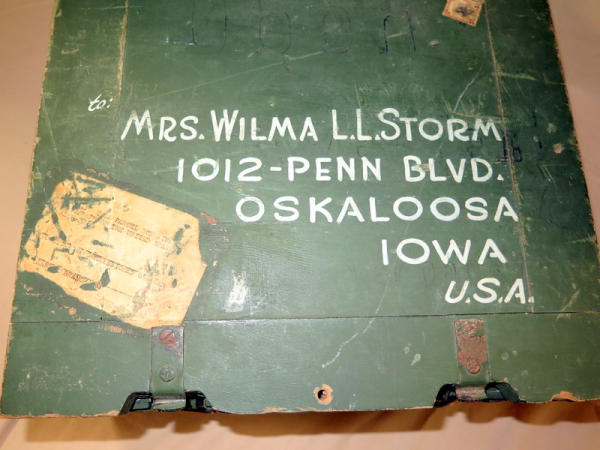 to:
MRS. WILMA L.L. STORM
1012-PENN BLVD.
OSKALOOSA
IOWA
U.S.A.